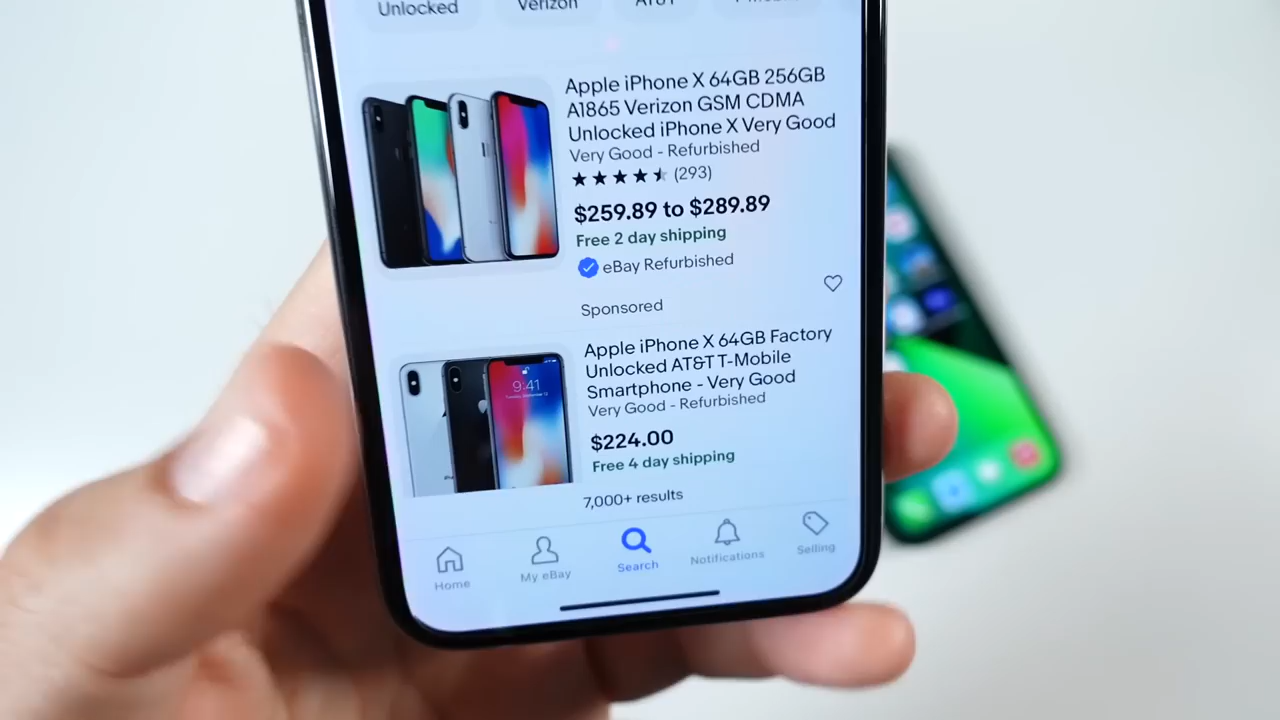 Unlocked
Verizon
AT&T
Apple iPhone X 64GB 256GB
A1865 Verizon GSM CDMA
Unlocked iPhone X Very Good
Very Good - Refurbished
(293)
$259.89 to $289.89
Free 2 day shipping
eBay Refurbished
Sponsored
Apple iPhone X 64GB Factory
Unlocked AT&T T-Mobile
Smartphone - Very Good
Very Good - Refurbished
9:41
$224.00
Free 4 day shipping
7,000+ results
Home
My eBay
Search
Notifications
Selling